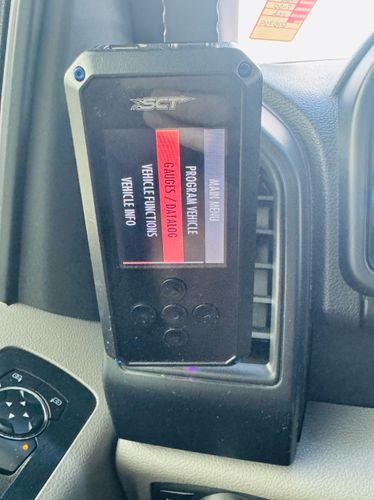 SCT
MAIN MENU
PROGRAM VEHICLE
GAUGES / DATALOG
VEHICLE FUNCTIONS
VEHICLE INFO